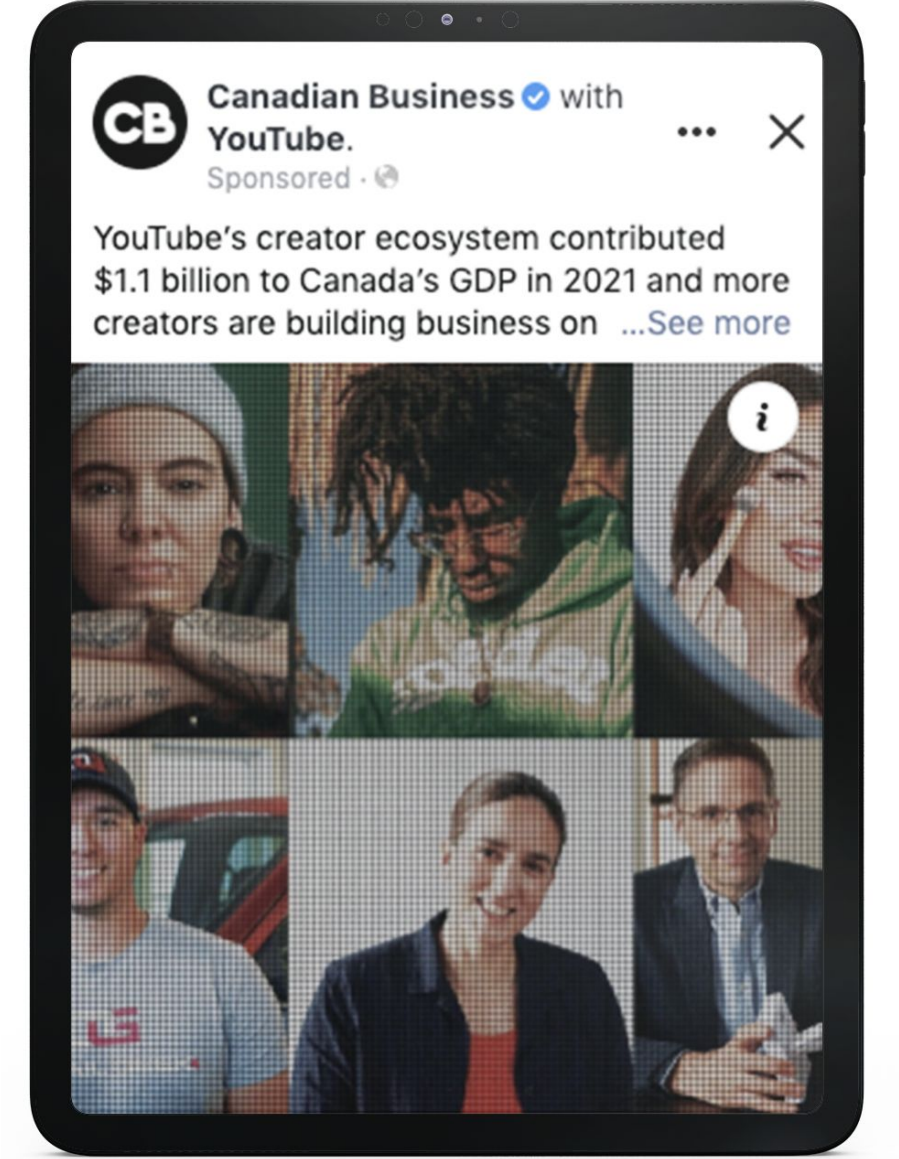 CB
Canadian Business with
YouTube.
Sponsored ·
YouTube’s creator ecosystem contributed
$1.1 billion to Canada’s GDP in 2021 and more
creators are building business on ...See more
i